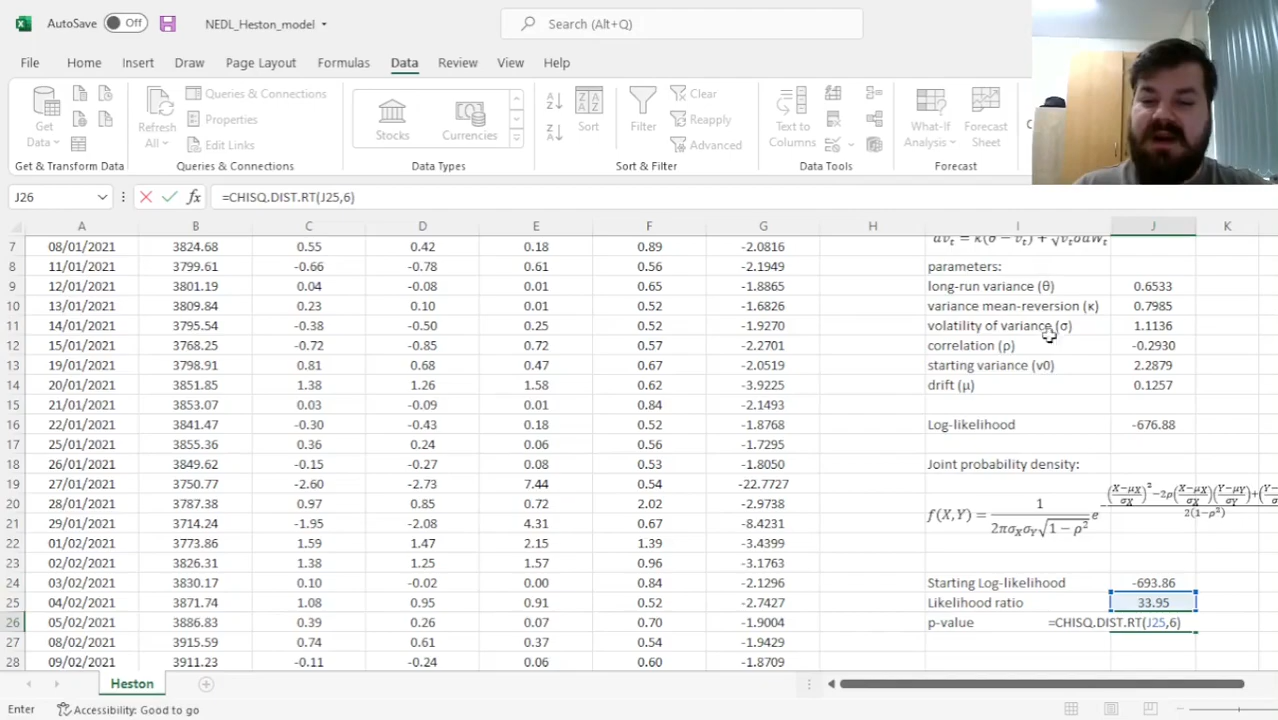 AutoSave Off NEDL_Heston_model Search (Alt+Q)
File Home Insert Draw Page Layout Formulas Data Review View Help
Get Data Refresh All Queries & Connections Properties Edit Links Stocks Currencies Sort Filter Clear Reapply Advanced Text to Columns What-If Analysis Forecast Sheet
Get & Transform Data Queries & Connections Data Types Sort & Filter Data Tools Forecast
J26 fx =CHISQ.DIST.RT(J25,6)
A B C D E F G H I J K
7 08/01/2021 3824.68 0.55 0.42 0.18 0.89 -2.0816
8 11/01/2021 3799.61 -0.66 -0.78 0.61 0.56 -2.1949 parameters:
9 12/01/2021 3801.19 0.04 -0.08 0.01 0.65 -1.8865 long-run variance (θ) 0.6533
10 13/01/2021 3809.84 0.23 0.10 0.01 0.52 -1.6826 variance mean-reversion (κ) 0.7985
11 14/01/2021 3795.54 -0.38 -0.50 0.25 0.52 -1.9270 volatility of variance (σ) 1.1136
12 15/01/2021 3768.25 -0.72 -0.85 0.72 0.57 -2.2701 correlation (ρ) -0.2930
13 19/01/2021 3798.91 0.81 0.68 0.47 0.67 -2.0519 starting variance (v0) 2.2879
14 20/01/2021 3851.85 1.38 1.26 1.58 0.62 -3.9225 drift (μ) 0.1257
15 21/01/2021 3853.07 0.03 -0.09 0.01 0.84 -2.1493
16 22/01/2021 3841.47 -0.30 -0.43 0.18 0.52 -1.8768 Log-likelihood -676.88
17 25/01/2021 3855.36 0.36 0.24 0.06 0.56 -1.7295
18 26/01/2021 3849.62 -0.15 -0.27 0.08 0.53 -1.8050 Joint probability density:
19 27/01/2021 3750.77 -2.60 -2.73 7.44 0.64 -22.7727
20 28/01/2021 3787.38 0.97 0.85 0.72 2.02 -2.9738
21 29/01/2021 3714.24 -1.95 -2.08 4.31 0.67 -8.4231
22 01/02/2021 3773.86 1.59 1.47 2.15 1.39 -3.4399
23 02/02/2021 3826.31 1.38 1.25 1.57 0.96 -3.1763
24 03/02/2021 3830.17 0.10 -0.02 0.00 0.84 -2.1296 Starting Log-likelihood -693.86
25 04/02/2021 3871.74 1.08 0.95 0.91 0.52 -2.7427 Likelihood ratio 33.95
26 05/02/2021 3886.83 0.39 0.26 0.07 0.70 -1.9004 p-value =CHISQ.DIST.RT(J25,6)
27 08/02/2021 3915.59 0.74 0.61 0.37 0.54 -1.9429
28 09/02/2021 3911.23 -0.11 -0.24 0.06 0.60 -1.8709
Heston
Enter Accessibility: Good to go